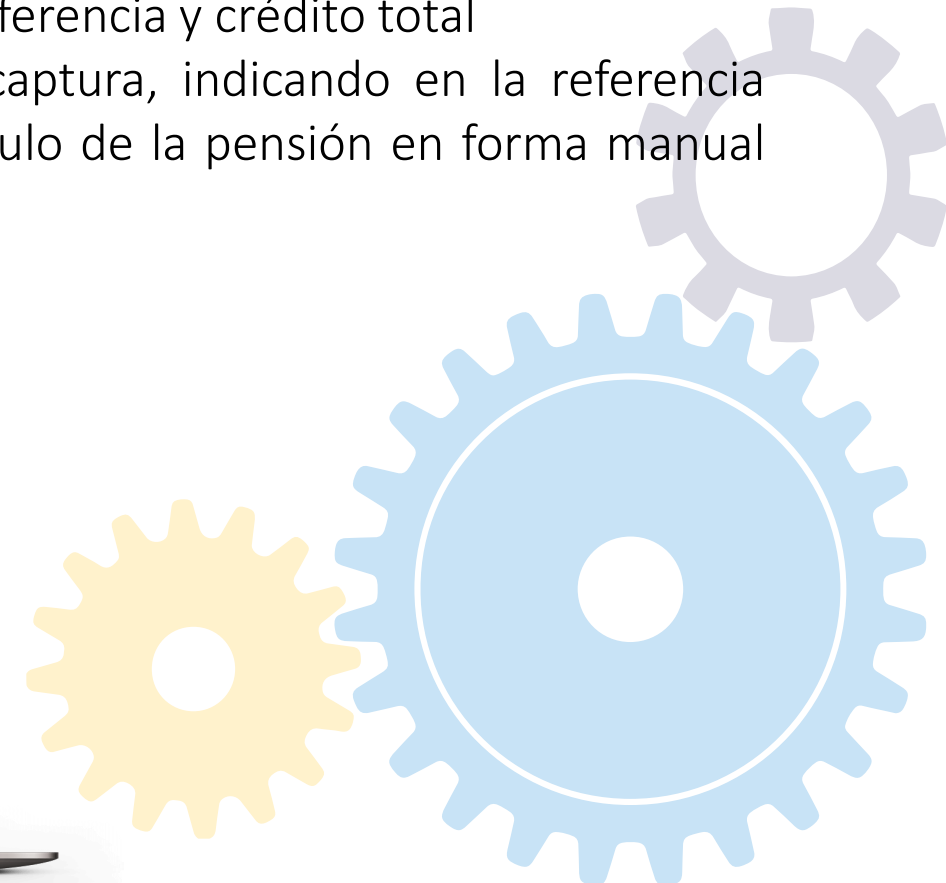 ferencia y crédito total
captura, indicando en la referencia
ulo de la pensión en forma manual